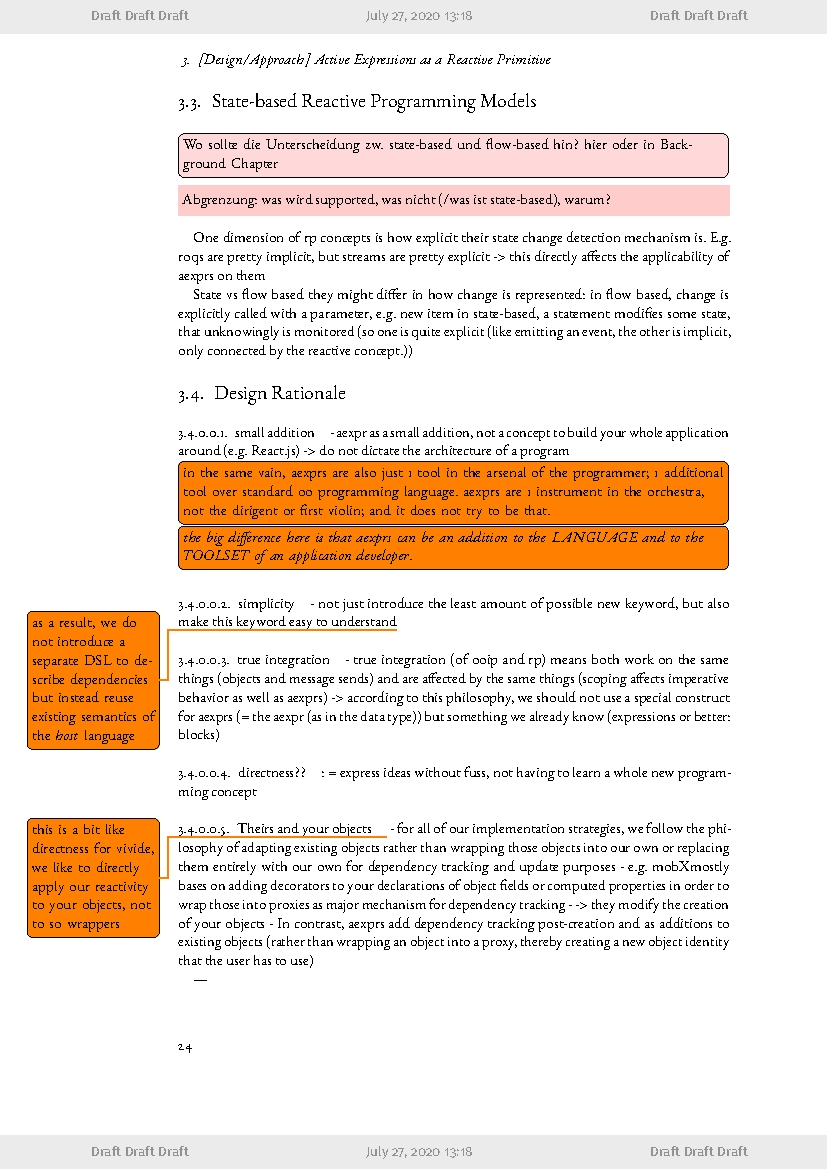 Draft Draft Draft July 27, 2020 13:18 Draft Draft Draft
3. [Design/Approach] Active Expressions as a Reactive Primitive
3.3. State-based Reactive Programming Models
Wo sollte die Unterscheidung zw. state-based und flow-based hin? hier oder in Back-
ground Chapter
Abgrenzung: was wird supported, was nicht (/was ist state-based), warum?
One dimension of rp concepts is how explicit their state change detection mechanism is. E.g.
roqs are pretty implicit, but streams are pretty explicit -> this directly affects the applicability of
aexprs on them
State vs flow based they might differ in how change is represented: in flow based, change is
explicitly called with a parameter, e.g. new item in state-based, a statement modifies some state,
that unknowingly is monitored (so one is quite explicit (like emitting an event, the other is implicit,
only connected by the reactive concept.))
3.4. Design Rationale
3.4.0.0.1. small addition - aexpr as a small addition, not a concept to build your whole application
around (e.g. React.js) -> do not dictate the architecture of a program
in the same vain, aexprs are also just 1 tool in the arsenal of the programmer; 1 additional
tool over standard oo programming language. aexprs are 1 instrument in the orchestra,
not the dirigent or first violin; and it does not try to be that.
the big difference here is that aexprs can be an addition to the LANGUAGE and to the
TOOLSET of an application developer.
3.4.0.0.2. simplicity - not just introduce the least amount of possible new keyword, but also
make this keyword easy to understand
as a result, we do
not introduce a
separate DSL to de-
scribe dependencies
but instead reuse
existing semantics of
the host language
3.4.0.0.3. true integration - true integration (of ooip and rp) means both work on the same
things (objects and message sends) and are affected by the same things (scoping affects imperative
behavior as well as aexprs) -> according to this philosophy, we should not use a special construct
for aexprs (= the aexpr (as in the data type)) but something we already know (expressions or better:
blocks)
3.4.0.0.4. directness?? : = express ideas without fuss, not having to learn a whole new program-
ming concept
3.4.0.0.5. Theirs and your objects - for all of our implementation strategies, we follow the phi-
losophy of adapting existing objects rather than wrapping those objects into our own or replacing
them entirely with our own for dependency tracking and update purposes - e.g. mobXmostly
bases on adding decorators to your declarations of object fields or computed properties in order to
wrap those into proxies as major mechanism for dependency tracking - -> they modify the creation
of your objects - In contrast, aexprs add dependency tracking post-creation and as additions to
existing objects (rather than wrapping an object into a proxy, thereby creating a new object identity
that the user has to use)
—
this is a bit like
directness for vivide,
we like to directly
apply our reactivity
to your objects, not
to so wrappers
24
Draft Draft Draft July 27, 2020 13:18 Draft Draft Draft